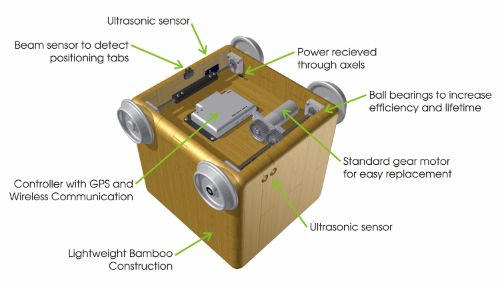 Ultrasonic sensor
Beam sensor to detect
positioning tabs
Power recieved
through axels
Ball bearings to increase
efficiency and lifetime
Controller with GPS and
Wireless Communication
Standard gear motor
for easy replacement
Ultrasonic sensor
Lightweight Bamboo
Construction